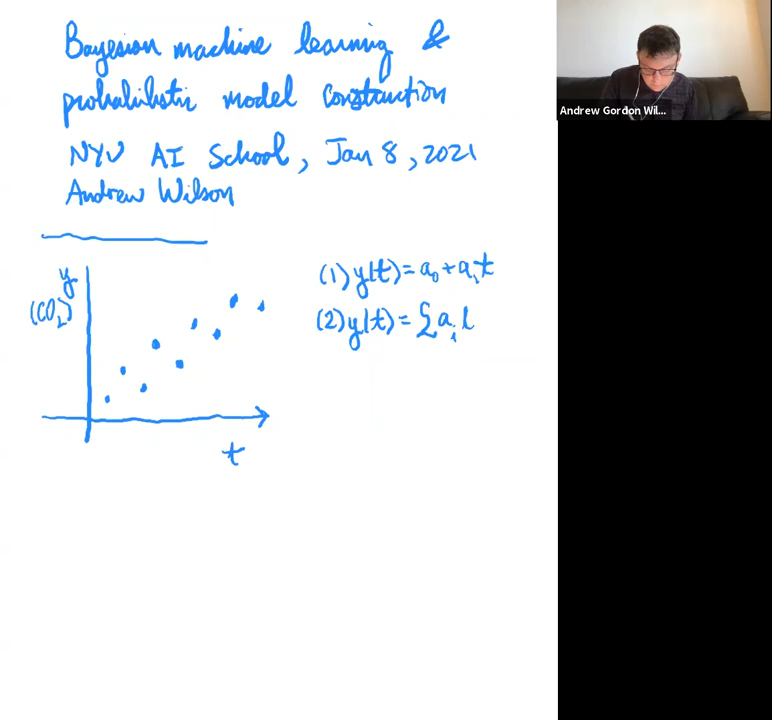 Bayesian machine learning &
probabilistic model construction
NYU AI School, Jan 8, 2021
Andrew Wilson
y
(CO₂)
t
(1) y(t) = a₀ + a₁t
(2) y(t) = Σ aᵢ
Andrew Gordon Wil...